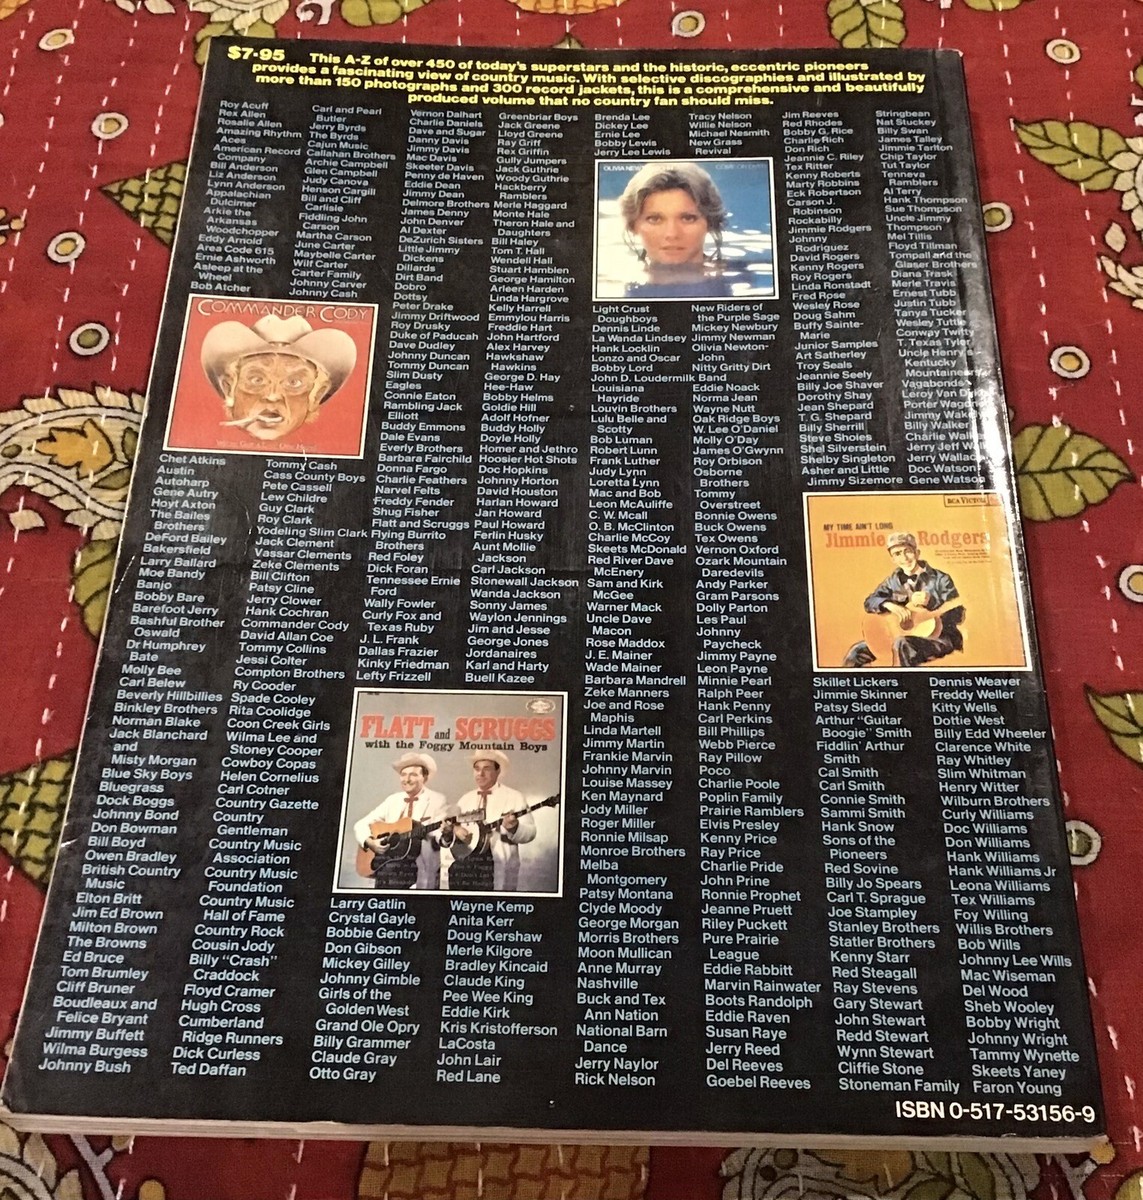 $7·95 This A-Z of over 450 of today's superstars and the historic, eccentric pioneers
provides a fascinating view of country music. With selective discographies and illustrated by
more than 150 photographs and 300 record jackets, this is a comprehensive and beautifully
produced volume that no country fan should miss.
Roy Acuff
Rex Allen
Rosalie Allen
Amazing Rhythm
Aces
American Record
Company
Bill Anderson
Liz Anderson
Lynn Anderson
Appalachian
Dulcimer
Arkie the
Arkansas
Woodchopper
Eddy Arnold
Area Code 615
Ernie Ashworth
Asleep at the
Wheel
Bob Atcher
COMMANDER CODY
Chet Atkins
Austin
Autoharp
Gene Autry
Hoyt Axton
The Bailes
Brothers
DeFord Bailey
Bakersfield
Larry Ballard
Moe Bandy
Banjo
Bobby Bare
Barefoot Jerry
Bashful Brother
Oswald
Dr Humphrey
Bate
Molly Bee
Carl Belew
Beverly Hillbillies
Binkley Brothers
Norman Blake
Jack Blanchard
and
Misty Morgan
Blue Sky Boys
Bluegrass
Dock Boggs
Johnny Bond
Don Bowman
Bill Boyd
Owen Bradley
British Country
Music
Elton Britt
Jim Ed Brown
Milton Brown
The Browns
Ed Bruce
Tom Brumley
Cliff Bruner
Boudleaux and
Felice Bryant
Jimmy Buffett
Wilma Burgess
Johnny Bush
Carl and Pearl
Butler
Jerry Byrds
The Byrds
Cajun Music
Callahan Brothers
Archie Campbell
Glen Campbell
Judy Canova
Henson Cargill
Bill and Cliff
Carlisle
Fiddling John
Carson
Martha Carson
June Carter
Maybelle Carter
Wilf Carter
Carter Family
Johnny Carver
Johnny Cash
Tommy Cash
Cass County Boys
Pete Cassell
Lew Childre
Guy Clark
Roy Clark
Yodeling Slim Clark
Jack Clement
Vassar Clements
Zeke Clements
Bill Clifton
Patsy Cline
Jerry Clower
Hank Cochran
Commander Cody
David Allan Coe
Tommy Collins
Jessi Colter
Compton Brothers
Ry Cooder
Spade Cooley
Rita Coolidge
Coon Creek Girls
Wilma Lee and
Stoney Cooper
Cowboy Copas
Helen Cornelius
Carl Cotner
Country Gazette
Country
Gentleman
Country Music
Association
Country Music
Foundation
Country Music
Hall of Fame
Country Rock
Cousin Jody
Billy "Crash"
Craddock
Floyd Cramer
Hugh Cross
Cumberland
Ridge Runners
Dick Curless
Ted Daffan
Vernon Dalhart
Charlie Daniels
Dave and Sugar
Danny Davis
Jimmy Davis
Mac Davis
Skeeter Davis
Penny de Haven
Eddie Dean
Jimmy Dean
Delmore Brothers
James Denny
John Denver
Al Dexter
DeZurich Sisters
Little Jimmy
Dickens
Dillards
Dirt Band
Dobro
Dottsy
Peter Drake
Jimmy Driftwood
Roy Drusky
Duke of Paducah
Dave Dudley
Johnny Duncan
Tommy Duncan
Slim Dusty
Eagles
Connie Eaton
Rambling Jack
Elliott
Buddy Emmons
Dale Evans
Everly Brothers
Barbara Fairchild
Donna Fargo
Charlie Feathers
Narvel Felts
Freddy Fender
Shug Fisher
Flatt and Scruggs
Flying Burrito
Brothers
Red Foley
Dick Foran
Tennessee Ernie
Ford
Wally Fowler
Curly Fox and
Texas Ruby
J. L. Frank
Dallas Frazier
Kinky Friedman
Lefty Frizzell
FLATT and SCRUGGS
with the Foggy Mountain Boys
Larry Gatlin
Crystal Gayle
Bobbie Gentry
Don Gibson
Mickey Gilley
Johnny Gimble
Girls of the
Golden West
Grand Ole Opry
Billy Grammer
Claude Gray
Otto Gray
Greenbriar Boys
Jack Greene
Lloyd Greene
Ray Griff
Rex Griffin
Gully Jumpers
Jack Guthrie
Woody Guthrie
Hackberry
Ramblers
Merle Haggard
Monte Hale
Theron Hale and
Daughters
Bill Haley
Tom T. Hall
Wendell Hall
Stuart Hamblen
George Hamilton
Arleen Harden
Linda Hargrove
Kelly Harrell
Emmylou Harris
Freddie Hart
John Hartford
Alex Harvey
Hawkshaw
Hawkins
George D. Hay
Hee-Haw
Bobby Helms
Goldie Hill
Adolf Hofner
Buddy Holly
Doyle Holly
Homer and Jethro
Hoosier Hot Shots
Doc Hopkins
Johnny Horton
David Houston
Harlan Howard
Jan Howard
Paul Howard
Ferlin Husky
Aunt Mollie
Jackson
Carl Jackson
Stonewall Jackson
Wanda Jackson
Sonny James
Waylon Jennings
Jim and Jesse
George Jones
Jordanaires
Karl and Harty
Buell Kazee
Wayne Kemp
Anita Kerr
Doug Kershaw
Merle Kilgore
Bradley Kincaid
Claude King
Pee Wee King
Eddie Kirk
Kris Kristofferson
LaCosta
John Lair
Red Lane
Brenda Lee
Dickey Lee
Ernie Lee
Bobby Lewis
Jerry Lee Lewis
Light Crust
Doughboys
Dennis Linde
La Wanda Lindsey
Hank Locklin
Lonzo and Oscar
Bobby Lord
John D. Loudermilk
Louisiana
Hayride
Louvin Brothers
Lulu Belle and
Scotty
Bob Luman
Robert Lunn
Frank Luther
Judy Lynn
Loretta Lynn
Mac and Bob
Leon McAuliffe
C. W. Mcall
O. B. McClinton
Charlie McCoy
Skeets McDonald
Red River Dave
McEnery
Sam and Kirk
McGee
Warner Mack
Uncle Dave
Macon
Rose Maddox
J. E. Mainer
Wade Mainer
Barbara Mandrell
Zeke Manners
Joe and Rose
Maphis
Linda Martell
Jimmy Martin
Frankie Marvin
Johnny Marvin
Louise Massey
Ken Maynard
Jody Miller
Roger Miller
Ronnie Milsap
Monroe Brothers
Melba
Montgomery
Patsy Montana
Clyde Moody
George Morgan
Morris Brothers
Moon Mullican
Anne Murray
Nashville
Buck and Tex
Ann Nation
National Barn
Dance
Jerry Naylor
Rick Nelson
Tracy Nelson
Willie Nelson
Michael Nesmith
New Grass
Revival
New Riders of
the Purple Sage
Mickey Newbury
Jimmy Newman
Olivia Newton-
John
Nitty Gritty Dirt
Band
Eddie Noack
Norma Jean
Wayne Nutt
Oak Ridge Boys
W. Lee O'Daniel
Molly O'Day
James O'Gwynn
Roy Orbison
Osborne
Brothers
Tommy
Overstreet
Bonnie Owens
Buck Owens
Tex Owens
Vernon Oxford
Ozark Mountain
Daredevils
Andy Parker
Gram Parsons
Dolly Parton
Les Paul
Johnny
Paycheck
Jimmy Payne
Leon Payne
Minnie Pearl
Ralph Peer
Hank Penny
Carl Perkins
Bill Phillips
Webb Pierce
Ray Pillow
Poco
Charlie Poole
Poplin Family
Prairie Ramblers
Elvis Presley
Kenny Price
Ray Price
Charlie Pride
John Prine
Ronnie Prophet
Jeanne Pruett
Riley Puckett
Pure Prairie
League
Eddie Rabbitt
Marvin Rainwater
Boots Randolph
Eddie Raven
Susan Raye
Jerry Reed
Del Reeves
Goebel Reeves
Jim Reeves
Red Rhodes
Bobby G. Rice
Charlie Rich
Don Rich
Jeannie C. Riley
Tex Ritter
Kenny Roberts
Marty Robbins
Eck Robertson
Carson J.
Robinson
Rockabilly
Jimmie Rodgers
Johnny
Rodriguez
David Rogers
Kenny Rogers
Roy Rogers
Linda Ronstadt
Fred Rose
Wesley Rose
Doug Sahm
Buffy Sainte-
Marie
Junior Samples
Art Satherley
Troy Seals
Jeannie Seely
Billy Joe Shaver
Dorothy Shay
Jean Shepard
T. G. Shepard
Billy Sherrill
Steve Sholes
Shel Silverstein
Shelby Singleton
Asher and Little
Jimmy Sizemore
RCA VICTOR
MY TIME AIN'T LONG
Jimmie Rodgers
Skillet Lickers
Jimmie Skinner
Patsy Sledd
Arthur "Guitar
Boogie" Smith
Fiddlin' Arthur
Smith
Cal Smith
Carl Smith
Connie Smith
Sammi Smith
Hank Snow
Sons of the
Pioneers
Red Sovine
Billy Jo Spears
Carl T. Sprague
Joe Stampley
Stanley Brothers
Statler Brothers
Kenny Starr
Red Steagall
Ray Stevens
Gary Stewart
John Stewart
Redd Stewart
Wynn Stewart
Cliffie Stone
Stoneman Family
Stringbean
Nat Stuckey
Billy Swan
James Talley
Jimmie Tarlton
Chip Taylor
Tut Taylor
Tenneva
Ramblers
Al Terry
Hank Thompson
Sue Thompson
Uncle Jimmy
Thompson
Mel Tillis
Floyd Tillman
Tompall and the
Glaser Brothers
Diana Trask
Merle Travis
Ernest Tubb
Justin Tubb
Tanya Tucker
Wesley Tuttle
Conway Twitty
T. Texas Tyler
Uncle Henry's
Kentucky
Mountaineers
Vagabonds
Leroy Van
Porter
Jimmy
Billy Walker
Charlie
Jerry Jeff
Jerry Wallace
Doc Watson
Gene Watson
Dennis Weaver
Freddy Weller
Kitty Wells
Dottie West
Billy Edd Wheeler
Clarence White
Ray Whitley
Slim Whitman
Henry Witter
Wilburn Brothers
Curly Williams
Doc Williams
Don Williams
Hank Williams
Hank Williams Jr
Leona Williams
Tex Williams
Foy Willing
Willis Brothers
Bob Wills
Johnny Lee Wills
Mac Wiseman
Del Wood
Sheb Wooley
Bobby Wright
Johnny Wright
Tammy Wynette
Skeets Yaney
Faron Young
ISBN 0-517-53156-9